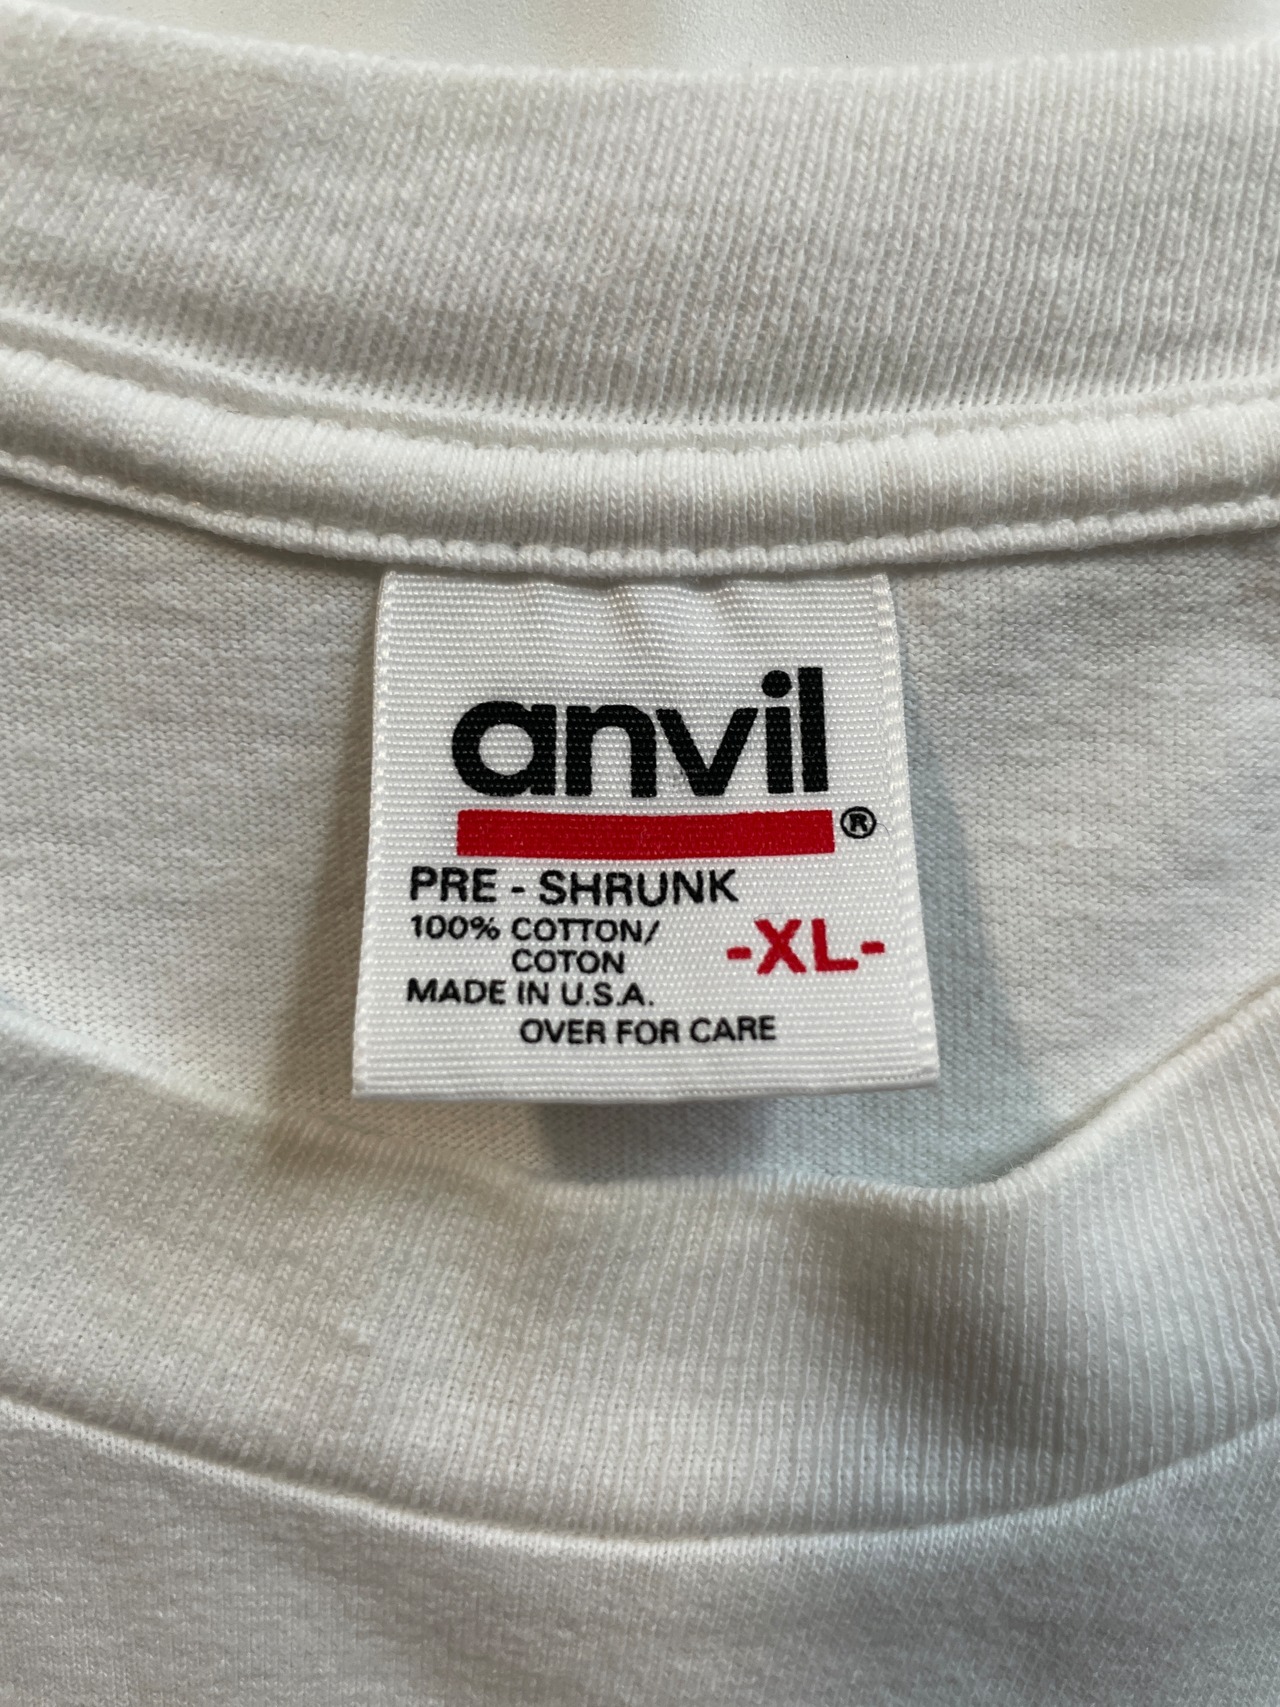 anvil
®
PRE - SHRUNK
100% COTTON/
COTON
-XL-
MADE IN U.S.A.
OVER FOR CARE